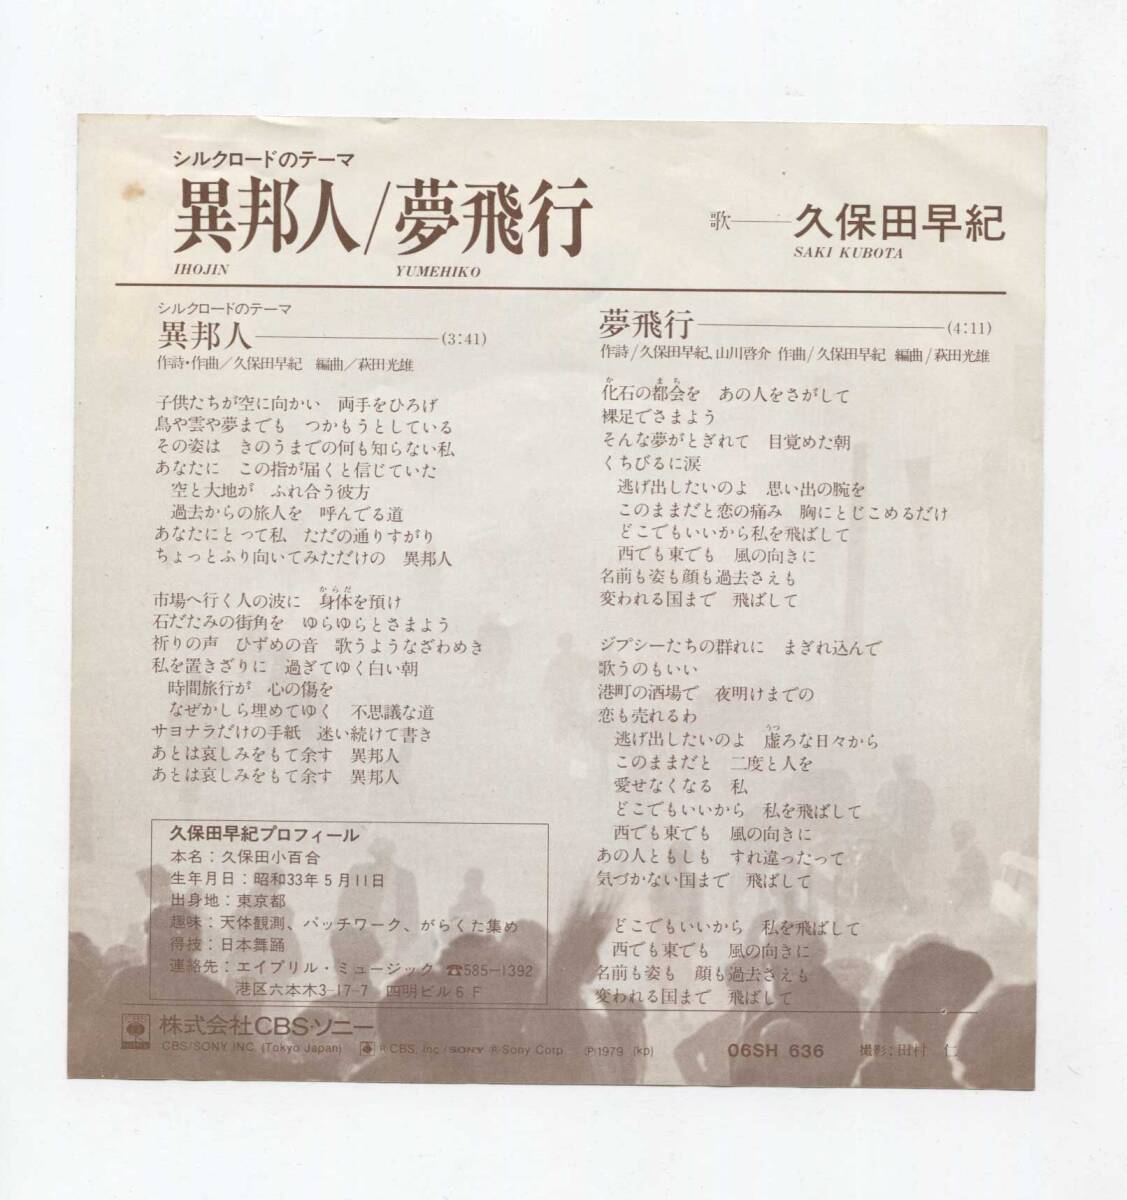 シルクロードのテーマ
異邦人/夢飛行
IHOJIN YUMEHIKO
歌——久保田早紀
SAKI KUBOTA
シルクロードのテーマ
異邦人——(3:41)
作詩・作曲/久保田早紀 編曲/萩田光雄
子供たちが空に向かい 両手をひろげ
鳥や雲や夢までも つかもうとしている
その姿は きのうまでの何も知らない私
あなたに この指が届くと信じていた
空と大地が ふれ合う彼方
過去からの旅人を 呼んでる道
あなたにとって私 ただの通りすがり
ちょっとふり向いてみただけの 異邦人
市場へ行く人の波に 身体を預け
からだ
石だたみの街角を ゆらゆらとさまよう
祈りの声 ひずめの音 歌うようなざわめき
私を置きざりに 過ぎてゆく白い朝
時間旅行が 心の傷を
なぜかしら埋めてゆく 不思議な道
サヨナラだけの手紙 迷い続けて書き
あとは哀しみをもて余す 異邦人
あとは哀しみをもて余す 異邦人
久保田早紀プロフィール
本名:久保田小百合
生年月日:昭和33年5月11日
出身地:東京都
趣味:天体観測、パッチワーク、がらくた集め
得技:日本舞踊
連絡先:エイプリル・ミュージック ☎585-1392
港区六本木3-17-7 四明ビル6F
夢飛行——(4:11)
作詩/久保田早紀、山川啓介 作曲/久保田早紀 編曲/萩田光雄
か まち
化石の都会を あの人をさがして
裸足でさまよう
そんな夢がとぎれて 目覚めた朝
くちびるに涙
逃げ出したいのよ 思い出の腕を
このままだと恋の痛み 胸にとじこめるだけ
どこでもいいから私を飛ばして
西でも東でも 風の向きに
名前も姿も顔も過去さえも
変われる国まで 飛ばして
ジプシーたちの群れに まぎれ込んで
歌うのもいい
港町の酒場で 夜明けまでの
恋も売れるわ
うつ
逃げ出したいのよ 虚ろな日々から
このままだと 二度と人を
愛せなくなる 私
どこでもいいから 私を飛ばして
西でも東でも 風の向きに
あの人ともしも すれ違ったって
気づかない国まで 飛ばして
どこでもいいから 私を飛ばして
西でも東でも 風の向きに
名前も姿も 顔も過去さえも
変われる国まで 飛ばして
株式会社CBS・ソニー
CBS/SONY INC. (Tokyo Japan) ®CBS, Inc./SONY ®Sony Corp. Ⓟ1979 (kp) 06SH 636 撮影:田村 仁